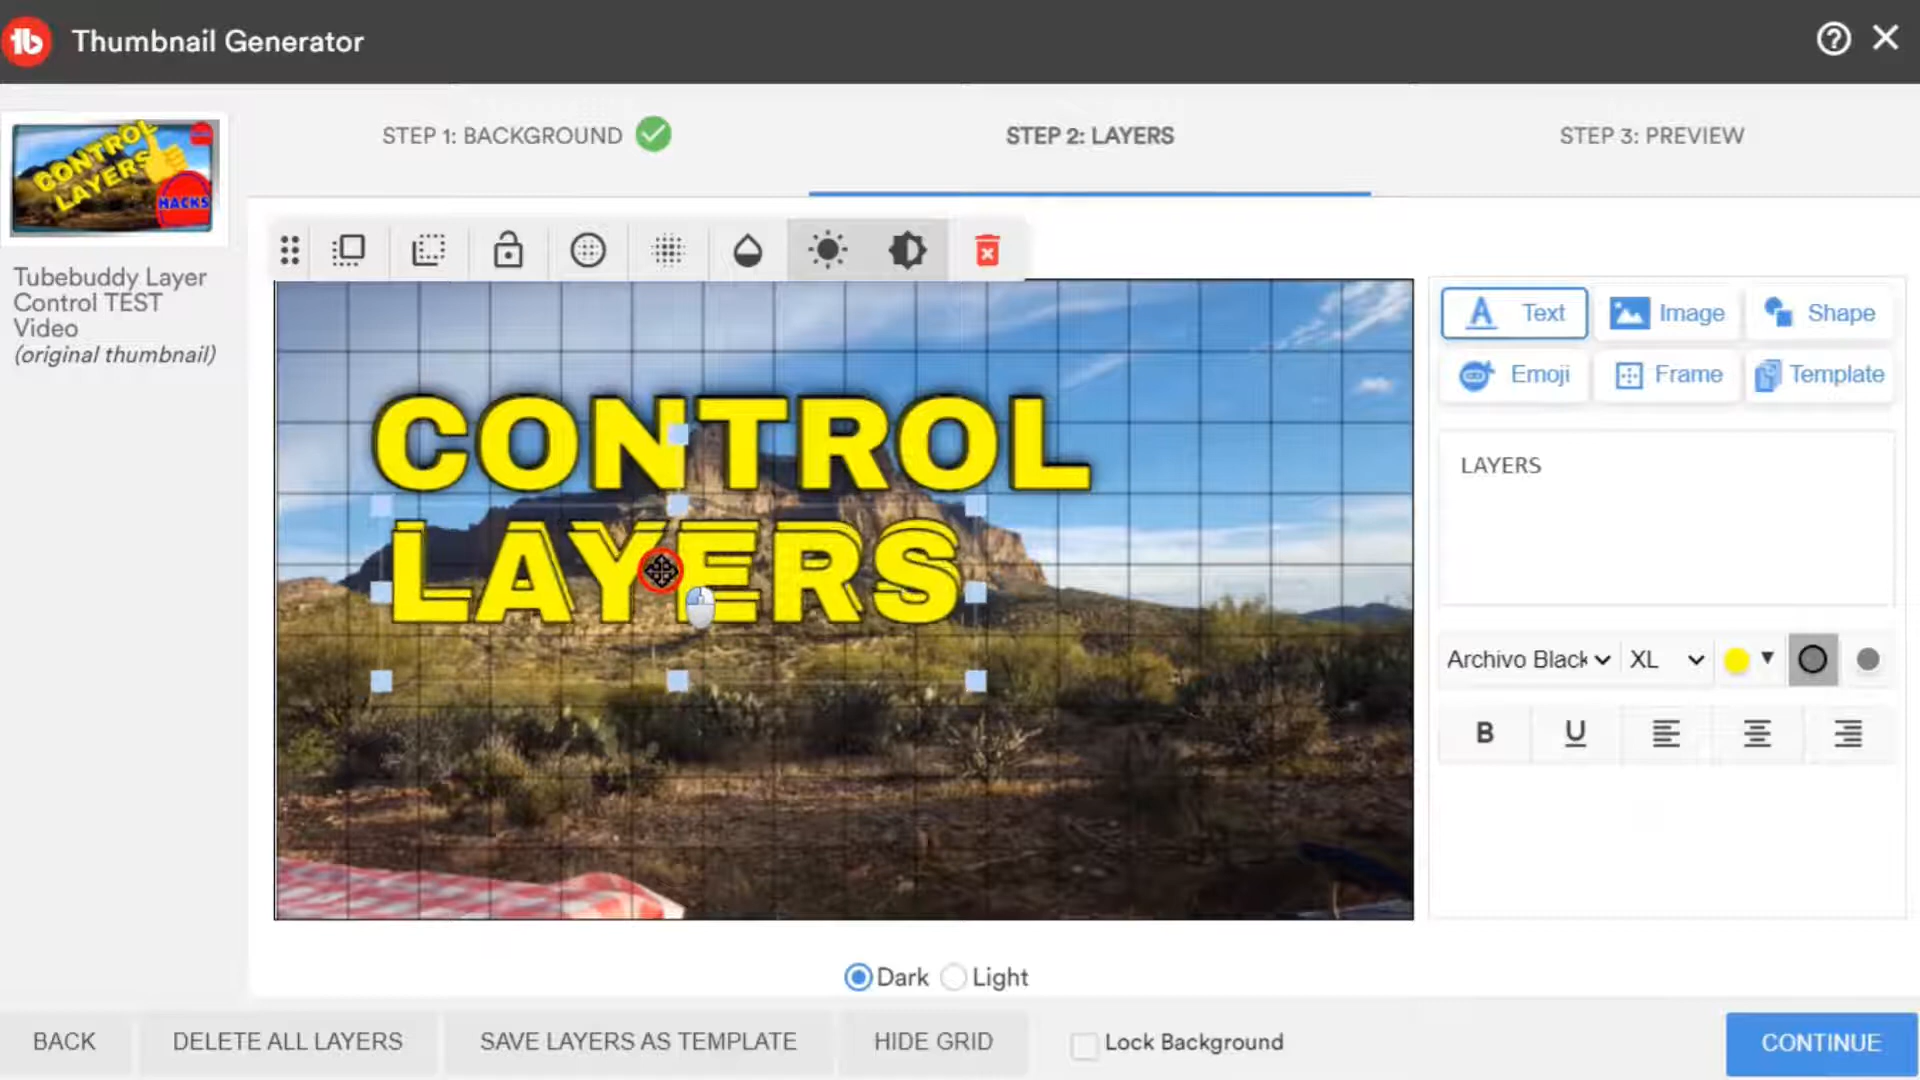 tb Thumbnail Generator
STEP 1: BACKGROUND
STEP 2: LAYERS
STEP 3: PREVIEW
CONTROL
LAYERS
HACKS
Tubebuddy Layer
Control TEST
Video
(original thumbnail)
CONTROL
LAYERS
A Text
Image
Shape
Emoji
Frame
Template
LAYERS
Archivo Black
XL
B
U
Dark
Light
BACK
DELETE ALL LAYERS
SAVE LAYERS AS TEMPLATE
HIDE GRID
Lock Background
CONTINUE